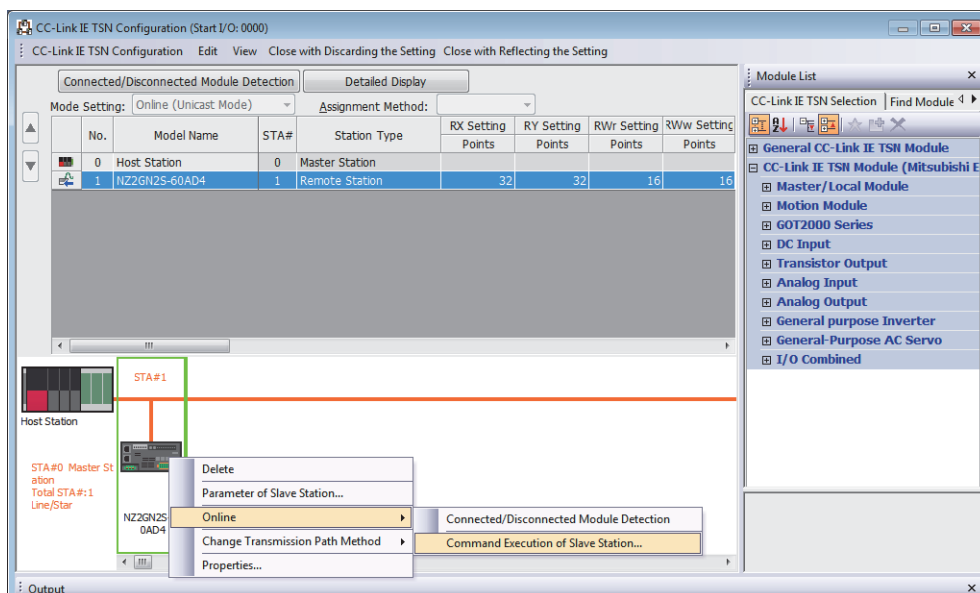 CC-Link IE TSN Configuration (Start I/O: 0000)
CC-Link IE TSN Configuration Edit View Close with Discarding the Setting Close with Reflecting the Setting
Connected/Disconnected Module Detection Detailed Display
Mode Setting: Online (Unicast Mode) Assignment Method:
No. Model Name STA# Station Type RX Setting RY Setting RWr Setting RWw Setting
Points Points Points Points
0 Host Station 0 Master Station
1 NZ2GN2S-60AD4 1 Remote Station 32 32 16 16
STA#1
Host Station
STA#0 Master St
ation
Total STA#:1
Line/Star
NZ2GN2S
0AD4
Delete
Parameter of Slave Station...
Online
Change Transmission Path Method
Properties...
Connected/Disconnected Module Detection
Command Execution of Slave Station...
Module List
CC-Link IE TSN Selection Find Module
General CC-Link IE TSN Module
CC-Link IE TSN Module (Mitsubishi E
Master/Local Module
Motion Module
GOT2000 Series
DC Input
Transistor Output
Analog Input
Analog Output
General purpose Inverter
General-Purpose AC Servo
I/O Combined
Output